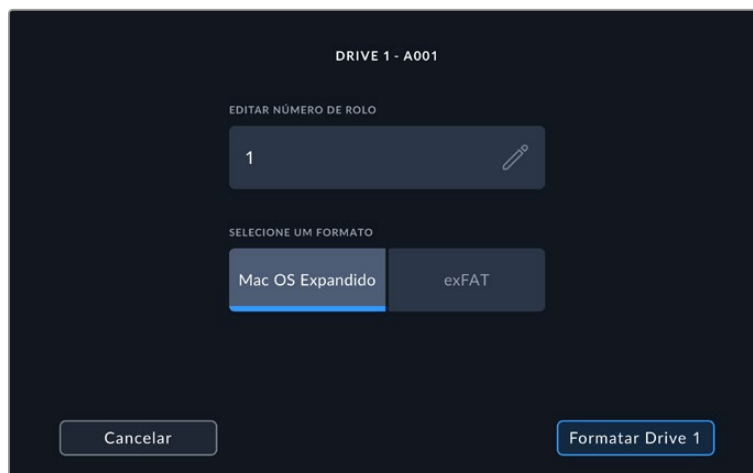 DRIVE 1 - A001
EDITAR NÚMERO DE ROLO
1
SELECIONE UM FORMATO
Mac OS Expandido
exFAT
Cancelar
Formatar Drive 1